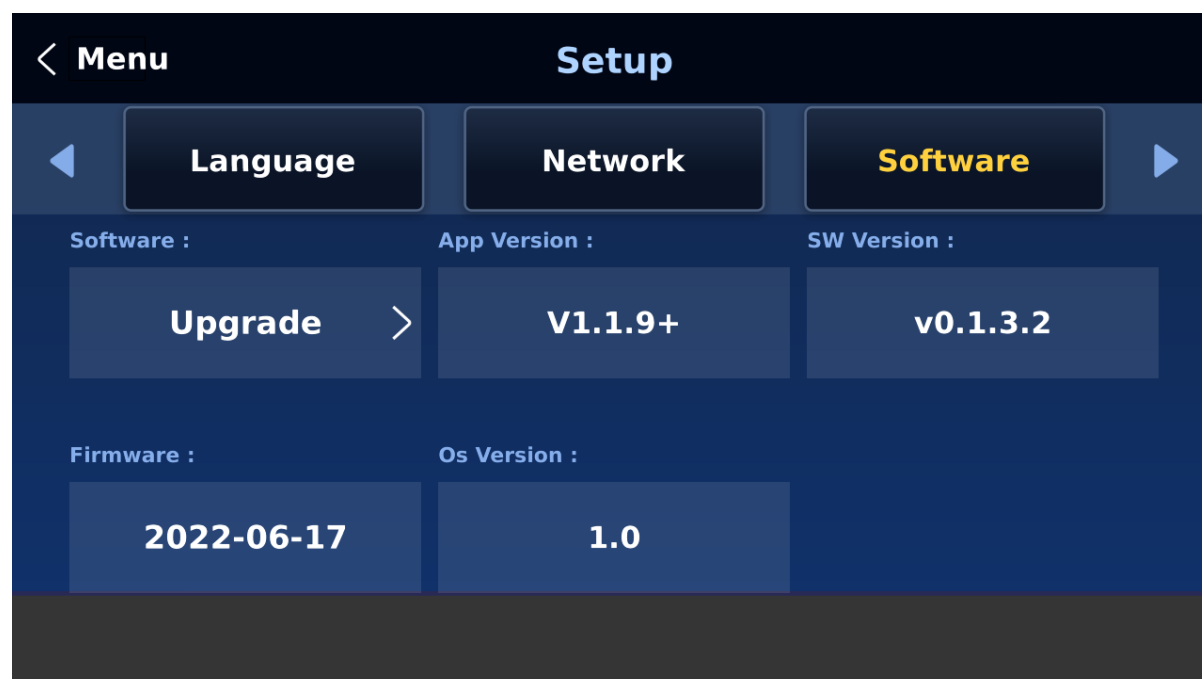 Menu
Setup
Language
Network
Software
Software :
App Version :
SW Version :
Upgrade
V1.1.9+
v0.1.3.2
Firmware :
Os Version :
2022-06-17
1.0